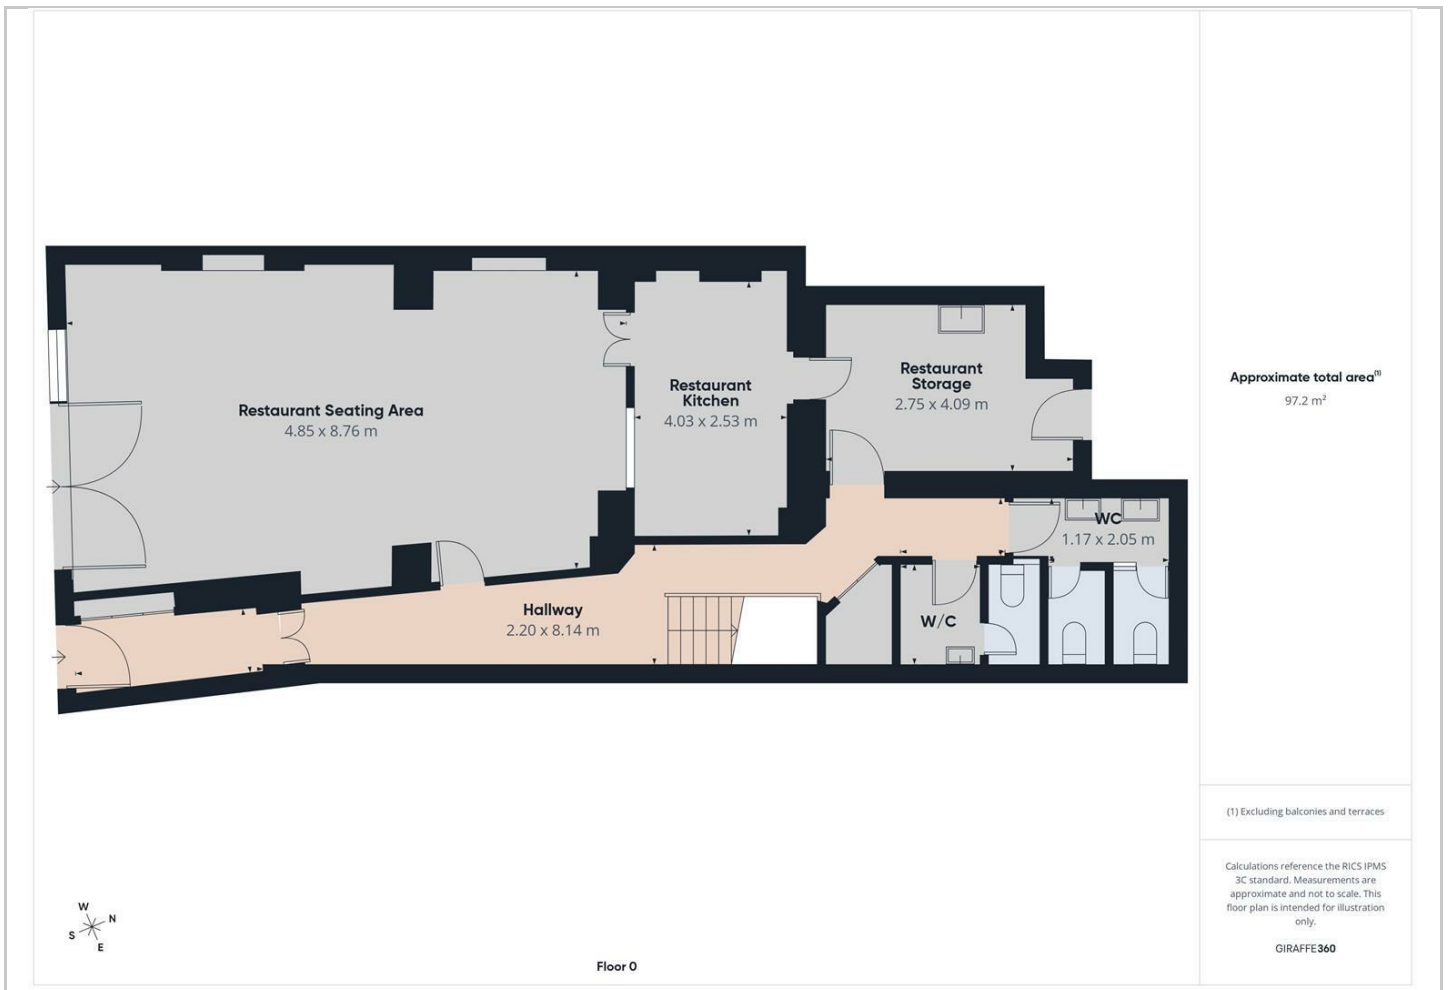 Restaurant Seating Area
4.85 x 8.76 m
Restaurant
Kitchen
4.03 x 2.53 m
Restaurant
Storage
2.75 x 4.09 m
WC
1.17 x 2.05 m
W/C
Hallway
2.20 x 8.14 m
Approximate total area(1)
97.2 m²
(1) Excluding balconies and terraces
Calculations reference the RICS IPMS
3C standard. Measurements are
approximate and not to scale. This
floor plan is intended for illustration
only.
GIRAFFE360
W
N
S
E
Floor 0